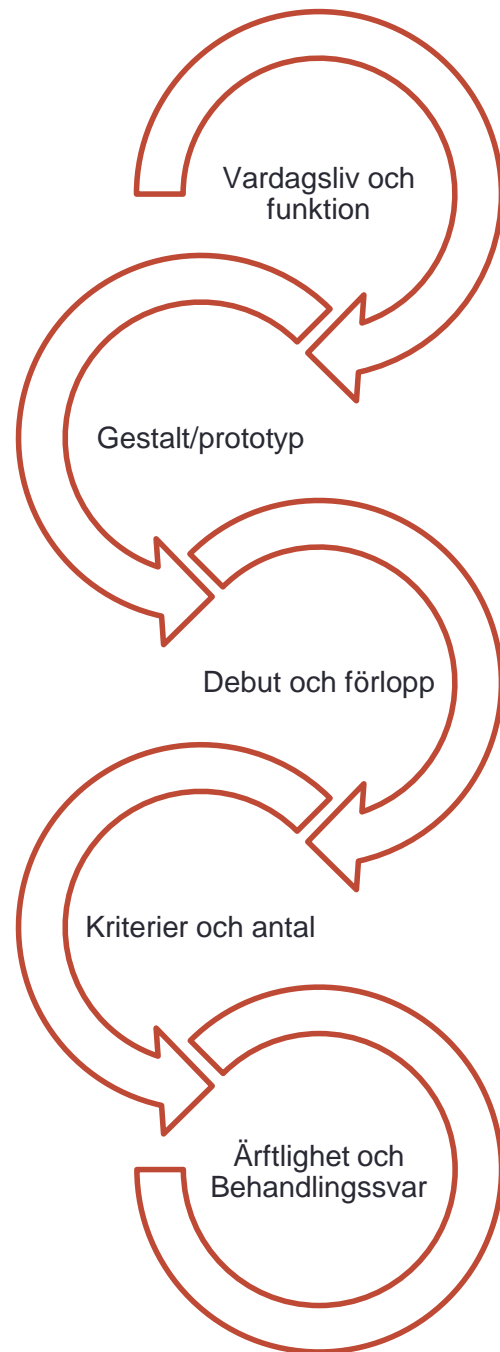 Vardagsliv och
funktion
Gestalt/prototyp
Debut och förlopp
Kriterier och antal
Ärftlighet och
Behandlingssvar